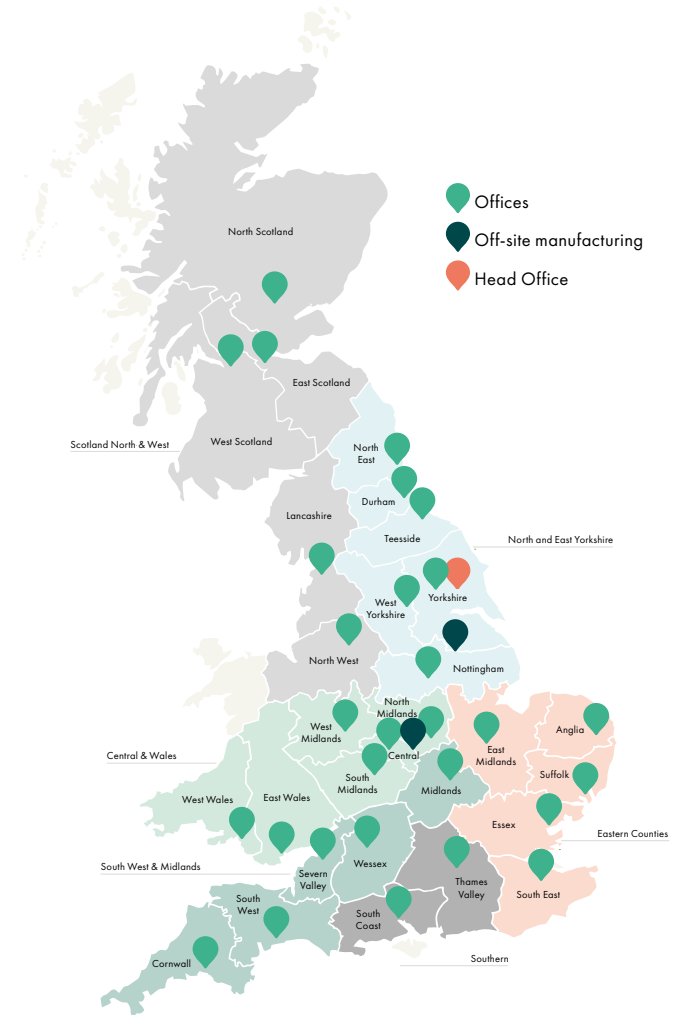 Offices
Off-site manufacturing
Head Office
North Scotland
East Scotland
West Scotland
Scotland North & West
North
East
Durham
Lancashire
Teesside
North and East Yorkshire
Yorkshire
West
Yorkshire
North West
Nottingham
North
Midlands
West
Midlands
Anglia
East
Midlands
Central
Central & Wales
Suffolk
South
Midlands
Midlands
West Wales
East Wales
Essex
Eastern Counties
Wessex
South West & Midlands
Severn
Valley
Thames
Valley
South East
South
West
South
Coast
Southern
Cornwall